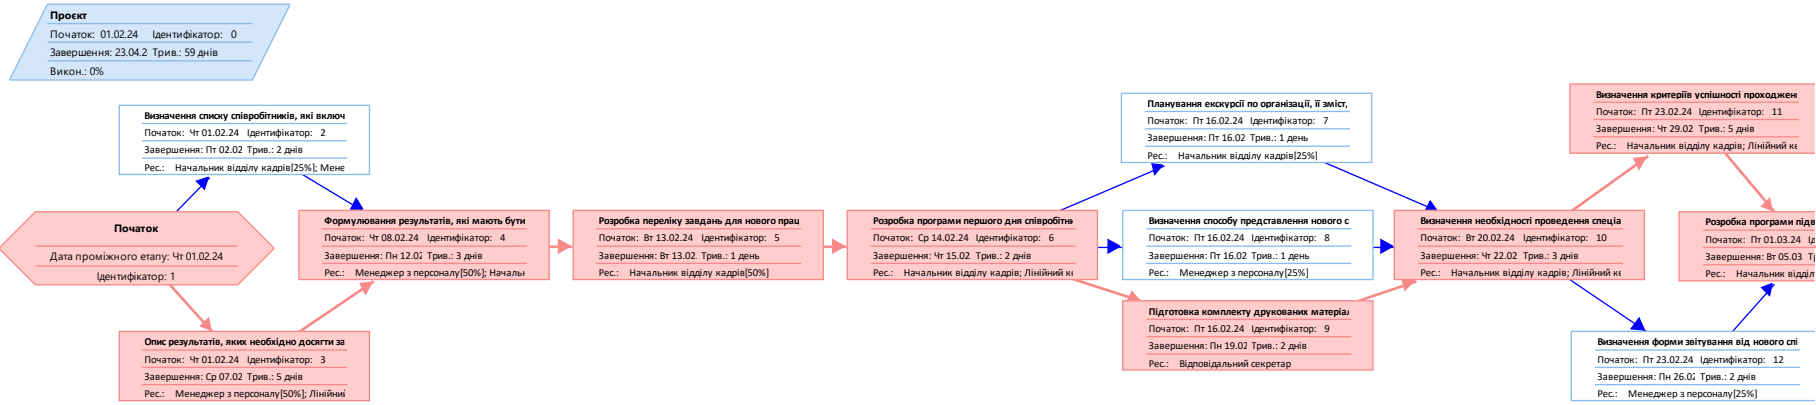 Проєкт
Початок: 01.02.24 Ідентифікатор: 0
Завершення: 23.04.2 Трив.: 59 днів
Викон.: 0%
Визначення списку співробітників, які включ
Початок: Чт 01.02.24 Ідентифікатор: 2
Завершення: Пт 02.02 Трив.: 2 днів
Рес.: Начальник відділу кадрів[25%]; Мене
Початок
Дата проміжного етапу: Чт 01.02.24
Ідентифікатор: 1
Опис результатів, яких необхідно досягти за
Початок: Чт 01.02.24 Ідентифікатор: 3
Завершення: Ср 07.02 Трив.: 5 днів
Рес.: Менеджер з персоналу[50%]; Лінійний
Формулювання результатів, які мають бути
Початок: Чт 08.02.24 Ідентифікатор: 4
Завершення: Пн 12.02 Трив.: 3 днів
Рес.: Менеджер з персоналу[50%]; Началь
Розробка переліку завдань для нового прац
Початок: Вт 13.02.24 Ідентифікатор: 5
Завершення: Вт 13.02. Трив.: 1 день
Рес.: Начальник відділу кадрів[50%]
Розробка програми першого дня співробітни
Початок: Ср 14.02.24 Ідентифікатор: 6
Завершення: Чт 15.02 Трив.: 2 днів
Рес.: Начальник відділу кадрів; Лінійний ке
Планування екскурсії по організації, її зміст,
Початок: Пт 16.02.24 Ідентифікатор: 7
Завершення: Пт 16.02 Трив.: 1 день
Рес.: Начальник відділу кадрів[25%]
Визначення способу представлення нового с
Початок: Пт 16.02.24 Ідентифікатор: 8
Завершення: Пт 16.02 Трив.: 1 день
Рес.: Менеджер з персоналу[25%]
Підготовка комплекту друкованих матеріал
Початок: Пт 16.02.24 Ідентифікатор: 9
Завершення: Пн 19.02 Трив.: 2 днів
Рес.: Відповідальний секретар
Визначення необхідності проведення спеціа
Початок: Вт 20.02.24 Ідентифікатор: 10
Завершення: Чт 22.02 Трив.: 3 днів
Рес.: Начальник відділу кадрів; Лінійний ке
Визначення критеріїв успішності проходжен
Початок: Пт 23.02.24 Ідентифікатор: 11
Завершення: Чт 29.02 Трив.: 5 днів
Рес.: Начальник відділу кадрів; Лінійний ке
Визначення форми звітування від нового спі
Початок: Пт 23.02.24 Ідентифікатор: 12
Завершення: Пн 26.02 Трив.: 2 днів
Рес.: Менеджер з персоналу[25%]
Розробка програми підв
Початок: Пт 01.03.24 Ід
Завершення: Вт 05.03 Тр
Рес.: Начальник відділ